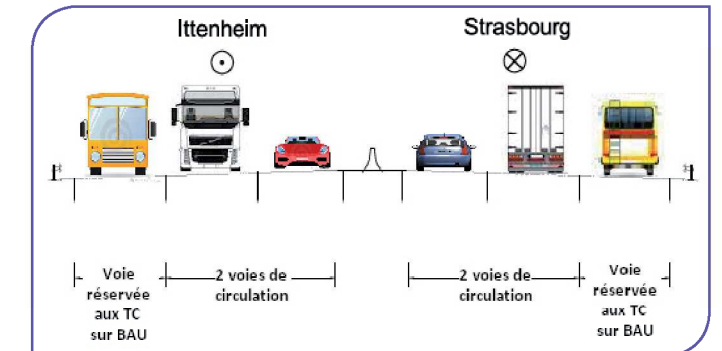 Ittenheim
Strasbourg
Voie
réservée
aux TC
sur BAU
2 voies de
circulation
2 voies de
circulation
Voie
réservée
aux TC
sur BAU